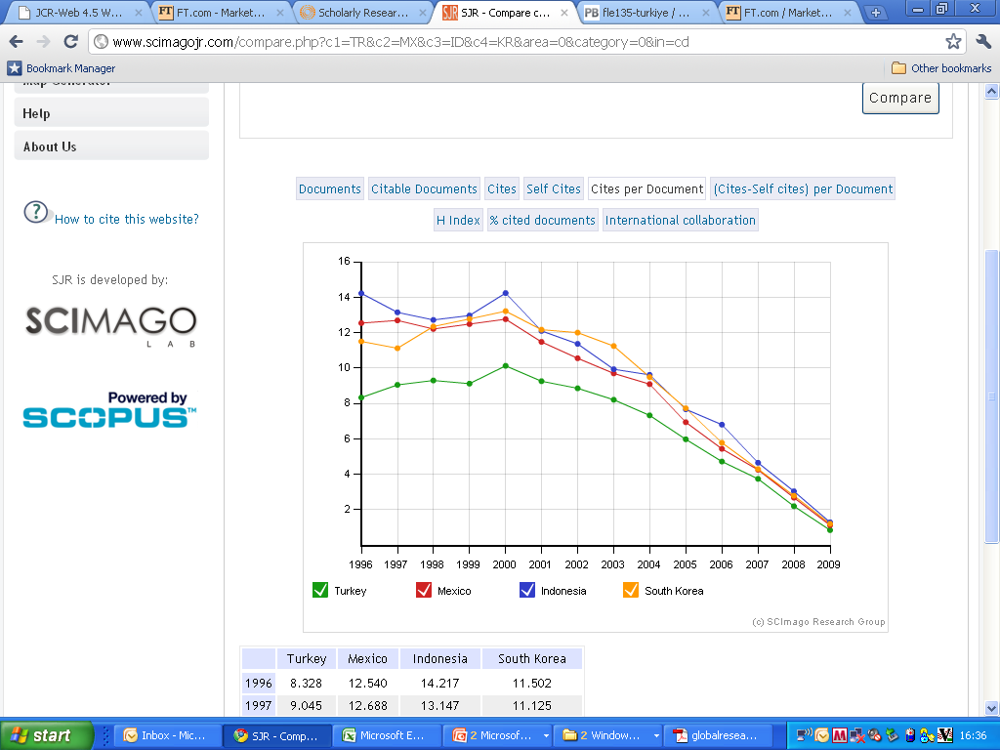 JCR-Web 4.5 W... FT.com - Market... Scholarly Resear... SJR - Compare c... fle135-turkiye / ... FT.com / Market...
www.scimagojr.com/compare.php?c1=TR&c2=MX&c3=ID&c4=KR&area=0&category=0&in=cd
Bookmark Manager Other bookmarks
Map Generator
Compare
Help
About Us
Documents Citable Documents Cites Self Cites Cites per Document (Cites-Self cites) per Document
H Index % cited documents International collaboration
? How to cite this website?
SJR is developed by:
SCIMAGO
LAB
Powered by
SCOPUS™
16
14
12
10
8
6
4
2
1996 1997 1998 1999 2000 2001 2002 2003 2004 2005 2006 2007 2008 2009
Turkey Mexico Indonesia South Korea
(c) SCImago Research Group
Turkey Mexico Indonesia South Korea
1996 8.328 12.540 14.217 11.502
1997 9.045 12.688 13.147 11.125
start Inbox - Mic... SJR - Comp... Microsoft E... 2 Microsof... 2 Window... globalresea... 16:36